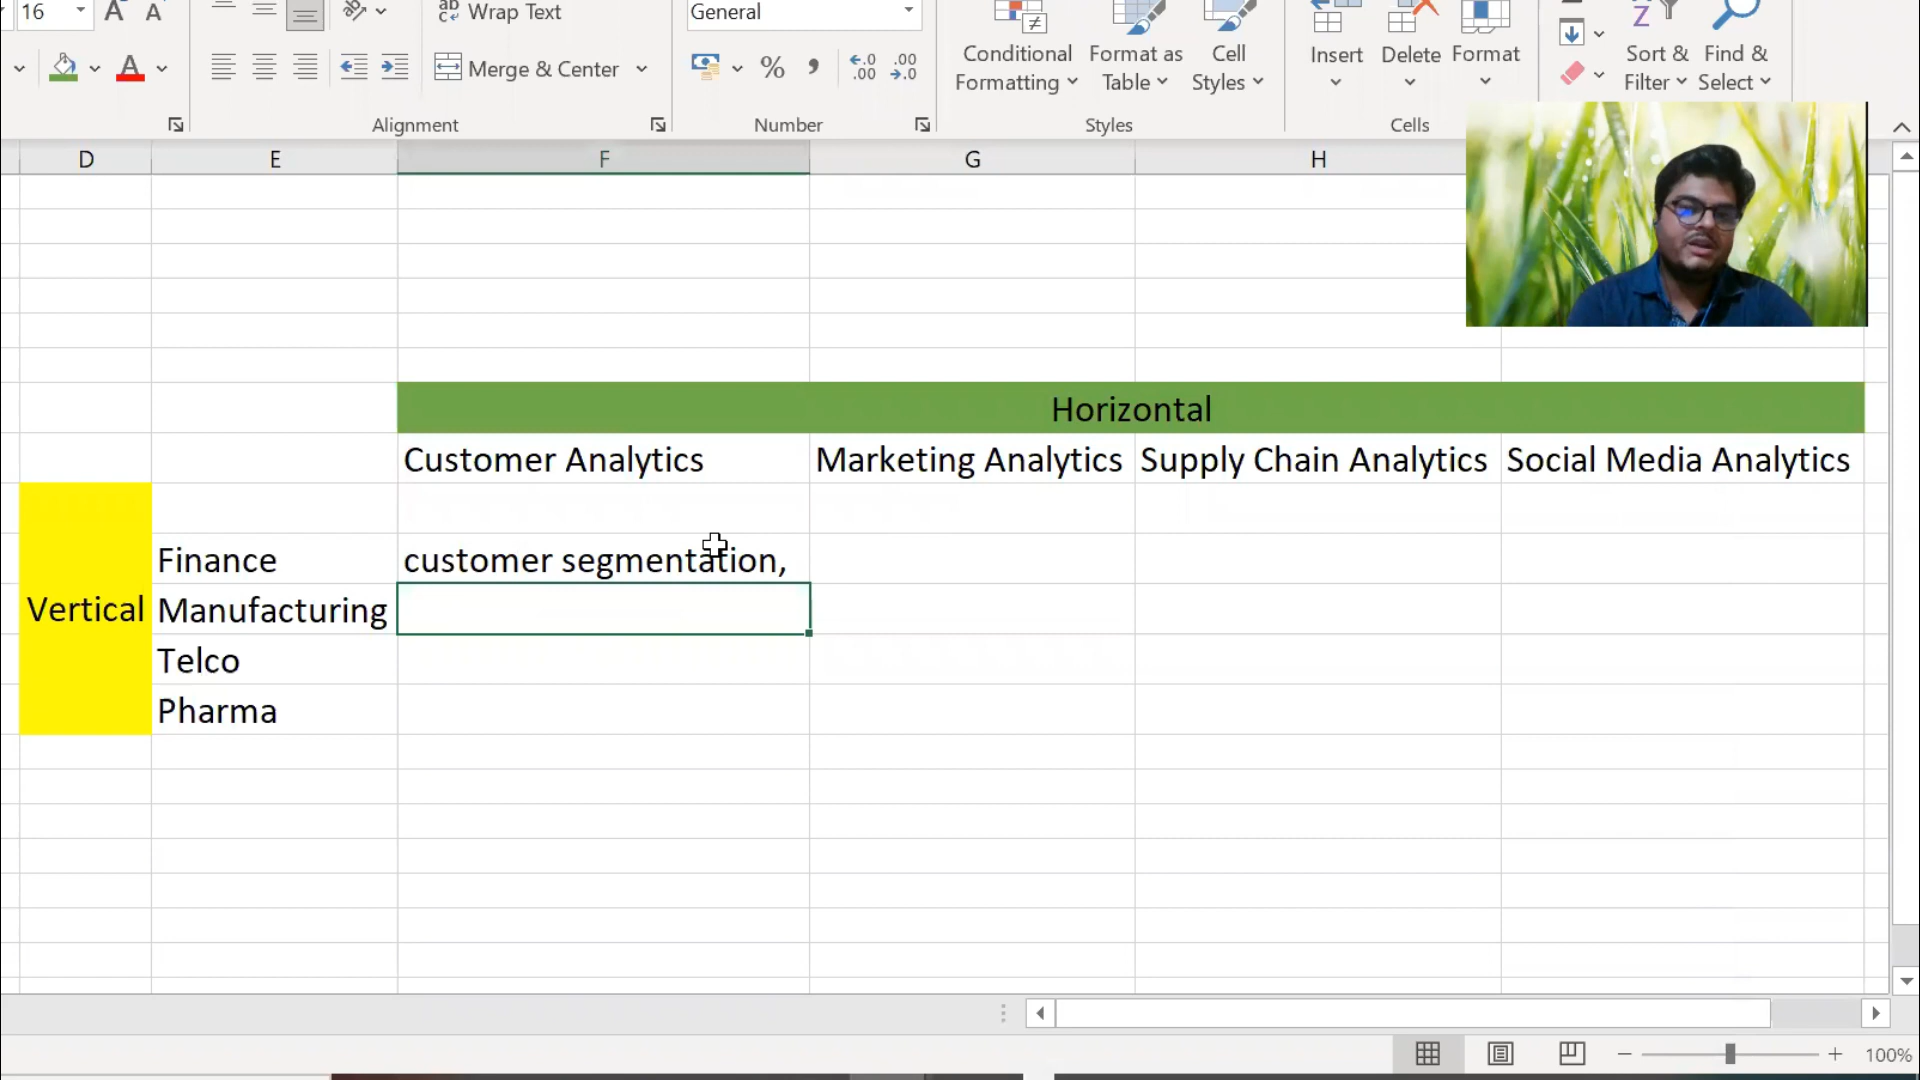 16
A
A
Wrap Text
General
Merge & Center
A
%
.00
.00
Conditional Formatting
Format as Table
Cell Styles
Insert
Delete
Format
Sort & Filter
Find & Select
Alignment
Number
Styles
Cells
D
E
F
G
H
Horizontal
Customer Analytics
Marketing Analytics
Supply Chain Analytics
Social Media Analytics
Vertical
Finance
customer segmentation,
Manufacturing
Telco
Pharma
100%